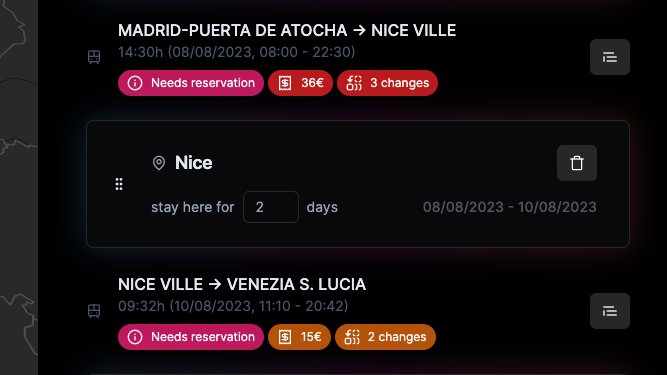 MADRID-PUERTA DE ATOCHA → NICE VILLE
14:30h (08/08/2023, 08:00 - 22:30)
Needs reservation 36€ 3 changes
Nice
stay here for 2 days 08/08/2023 - 10/08/2023
NICE VILLE → VENEZIA S. LUCIA
09:32h (10/08/2023, 11:10 - 20:42)
Needs reservation 15€ 2 changes